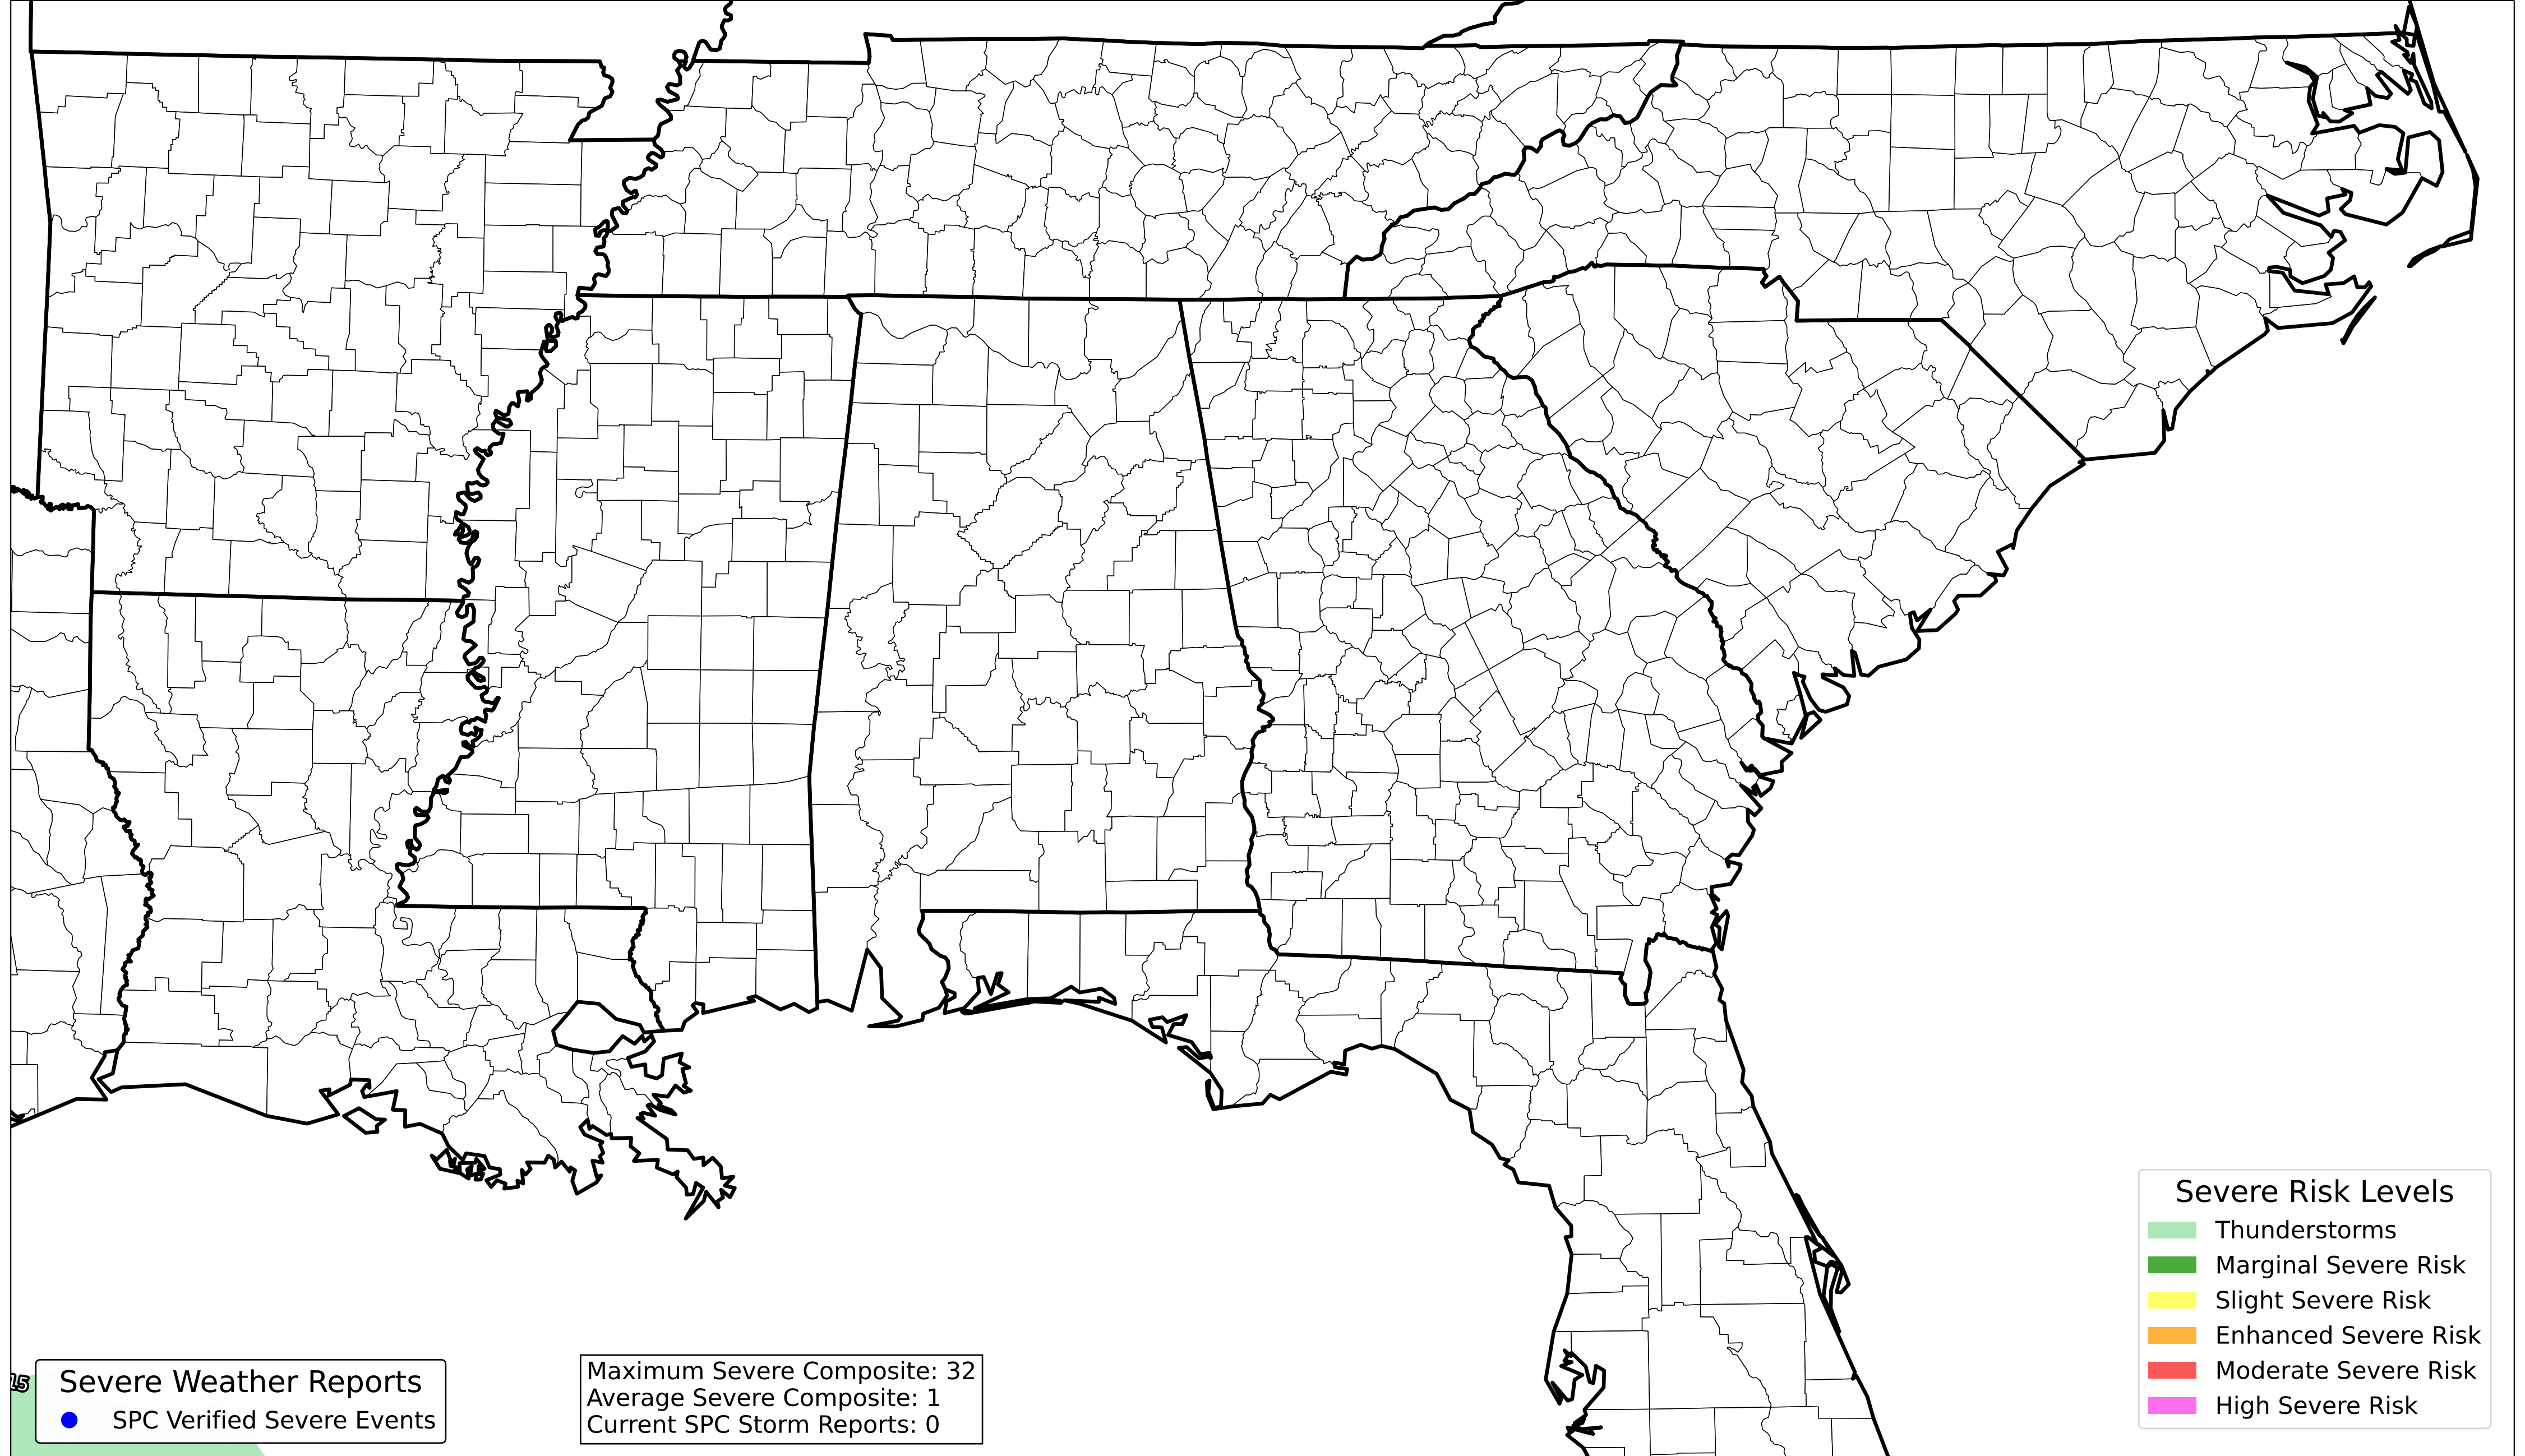 15
Severe Weather Reports
SPC Verified Severe Events
Maximum Severe Composite: 32
Average Severe Composite: 1
Current SPC Storm Reports: 0
Severe Risk Levels
Thunderstorms
Marginal Severe Risk
Slight Severe Risk
Enhanced Severe Risk
Moderate Severe Risk
High Severe Risk